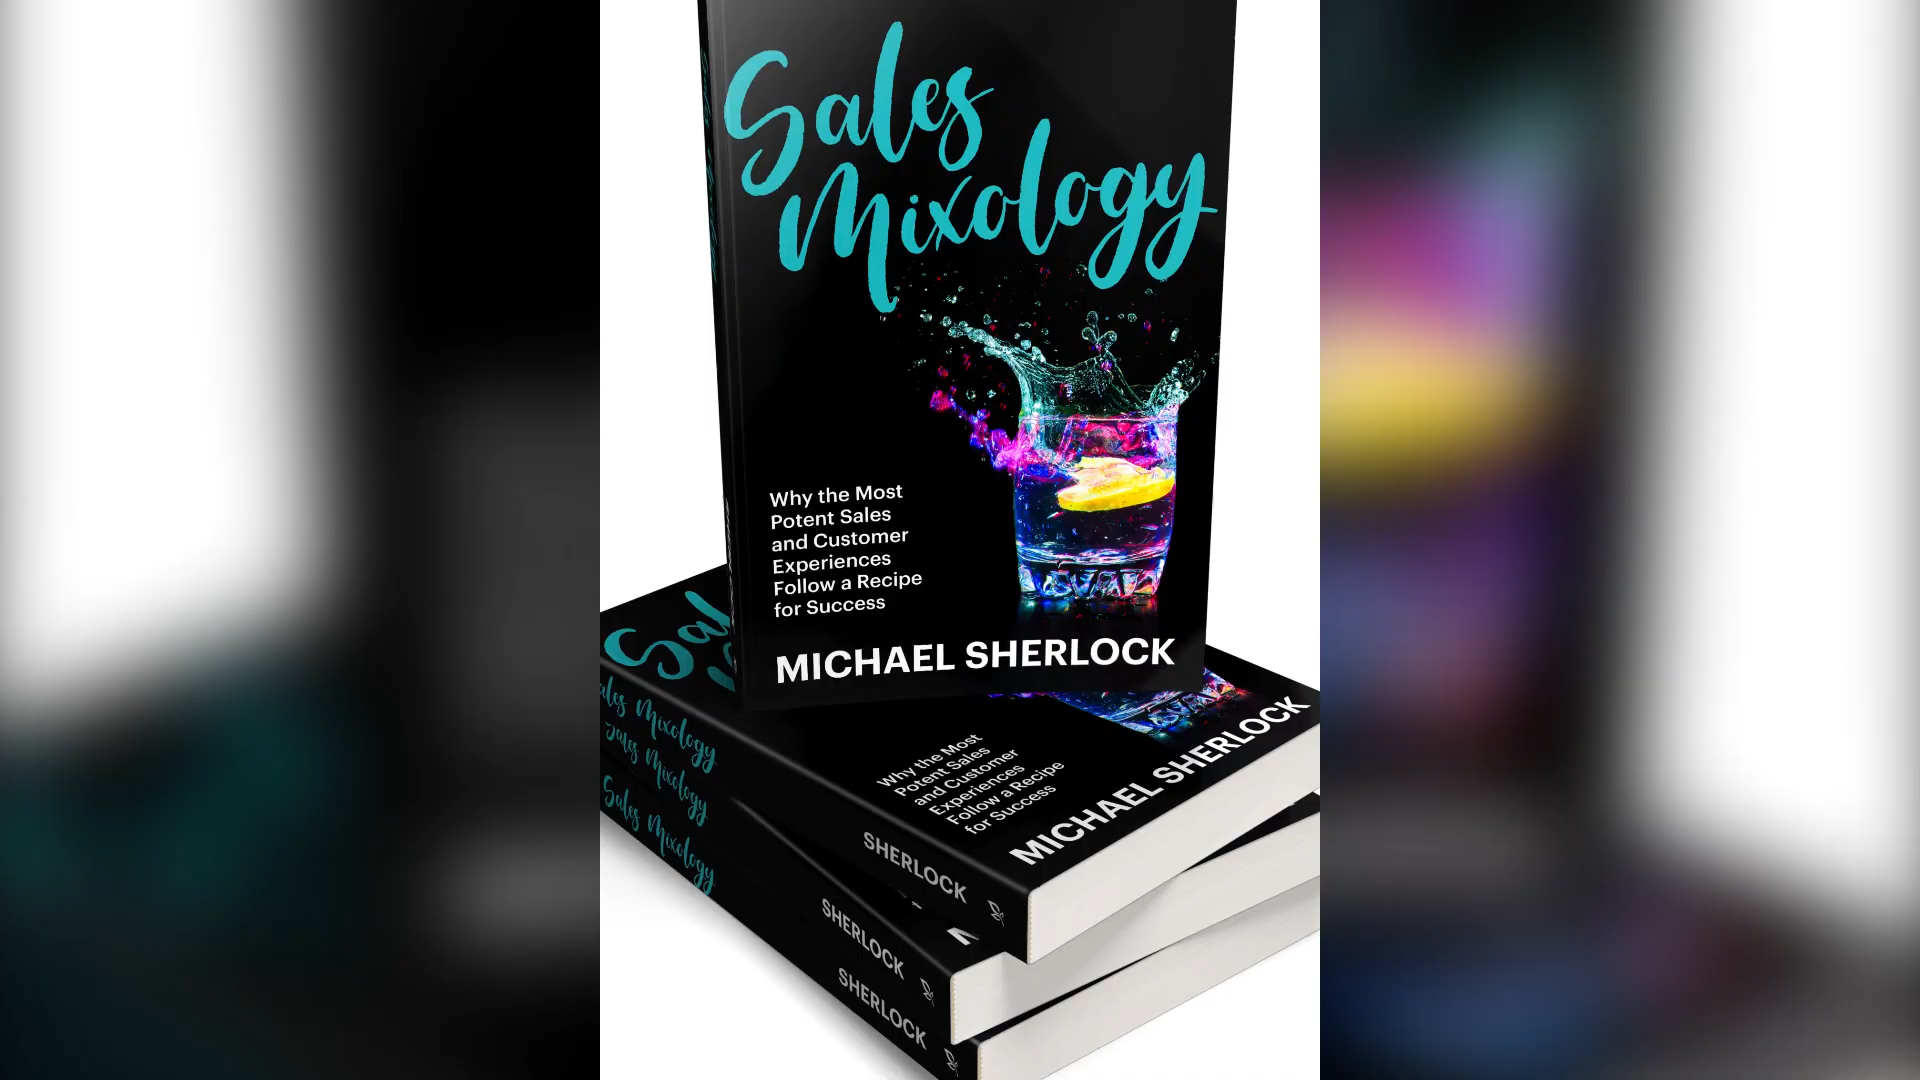 Sales
Mixology
Why the Most
Potent Sales
and Customer
Experiences
Follow a Recipe
for Success
MICHAEL SHERLOCK
Sales Mixology
Sales Mixology
Sales Mixology
Why the Most
Potent Sales
and Customer
Experiences
Follow a Recipe
for Success
MICHAEL SHERLOCK
SHERLOCK
SHERLOCK
SHERLOCK